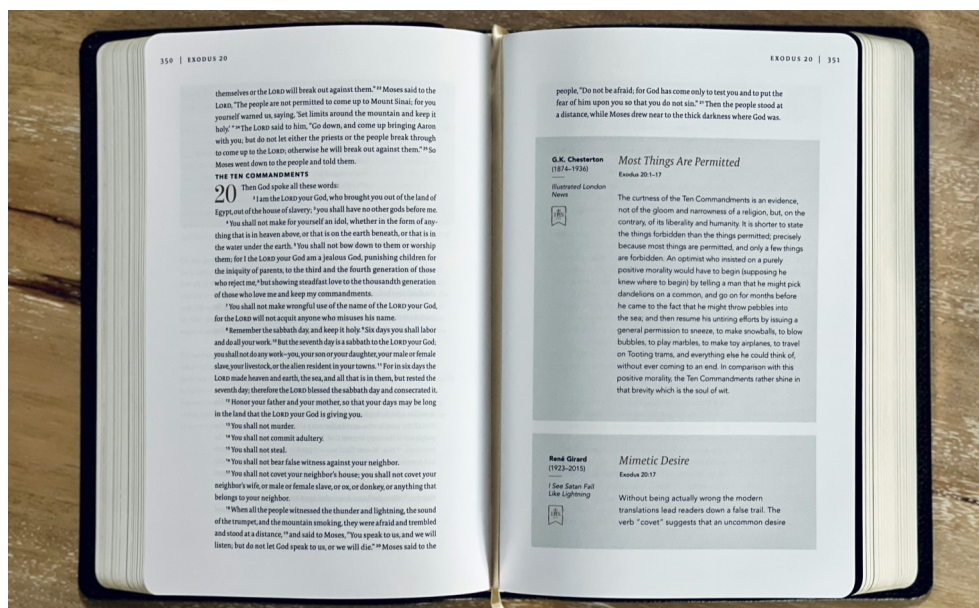 350 | EXODUS 20
themselves or the LORD will break out against them.” 23 Moses said to the
LORD, “The people are not permitted to come up to Mount Sinai; for you
yourself warned us, saying, ‘Set limits around the mountain and keep it
holy.’ ” 24 The LORD said to him, “Go down, and come up bringing Aaron
with you; but do not let either the priests or the people break through
to come up to the LORD; otherwise he will break out against them.” 25 So
Moses went down to the people and told them.
THE TEN COMMANDMENTS
20 Then God spoke all these words:
2 I am the LORD your God, who brought you out of the land of
Egypt, out of the house of slavery; 3 you shall have no other gods before me.
4 You shall not make for yourself an idol, whether in the form of any-
thing that is in heaven above, or that is on the earth beneath, or that is in
the water under the earth. 5 You shall not bow down to them or worship
them; for I the LORD your God am a jealous God, punishing children for
the iniquity of parents, to the third and the fourth generation of those
who reject me, 6 but showing steadfast love to the thousandth generation
of those who love me and keep my commandments.
7 You shall not make wrongful use of the name of the LORD your God,
for the LORD will not acquit anyone who misuses his name.
8 Remember the sabbath day, and keep it holy. 9 Six days you shall labor
and do all your work. 10 But the seventh day is a sabbath to the LORD your God;
you shall not do any work—you, your son or your daughter, your male or female
slave, your livestock, or the alien resident in your towns. 11 For in six days the
LORD made heaven and earth, the sea, and all that is in them, but rested the
seventh day; therefore the LORD blessed the sabbath day and consecrated it.
12 Honor your father and your mother, so that your days may be long
in the land that the LORD your God is giving you.
13 You shall not murder.
14 You shall not commit adultery.
15 You shall not steal.
16 You shall not bear false witness against your neighbor.
17 You shall not covet your neighbor’s house; you shall not covet your
neighbor’s wife, or male or female slave, or ox, or donkey, or anything that
belongs to your neighbor.
18 When all the people witnessed the thunder and lightning, the sound
of the trumpet, and the mountain smoking, they were afraid and trembled
and stood at a distance, 19 and said to Moses, “You speak to us, and we will
listen; but do not let God speak to us, or we will die.” 20 Moses said to the
EXODUS 20 | 351
people, “Do not be afraid; for God has come only to test you and to put the
fear of him upon you so that you do not sin.” 21 Then the people stood at
a distance, while Moses drew near to the thick darkness where God was.
G.K. Chesterton
(1874–1936)
Illustrated London
News
Most Things Are Permitted
Exodus 20:1–17
The curtness of the Ten Commandments is an evidence,
not of the gloom and narrowness of a religion, but, on the
contrary, of its liberality and humanity. It is shorter to state
the things forbidden than the things permitted; precisely
because most things are permitted, and only a few things
are forbidden. An optimist who insisted on a purely
positive morality would have to begin (supposing he
knew where to begin) by telling a man that he might pick
dandelions on a common, and go on for months before
he came to the fact that he might throw pebbles into
the sea; and then resume his untiring efforts by issuing a
general permission to sneeze, to make snowballs, to blow
bubbles, to play marbles, to make toy airplanes, to travel
on Tooting trams, and everything else he could think of,
without ever coming to an end. In comparison with this
positive morality, the Ten Commandments rather shine in
that brevity which is the soul of wit.
René Girard
(1923–2015)
I See Satan Fall
Like Lightning
Mimetic Desire
Exodus 20:17
Without being actually wrong the modern
translations lead readers down a false trail. The
verb “covet” suggests that an uncommon desire